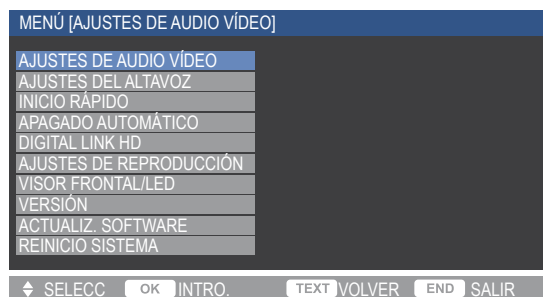 MENÚ [AJUSTES DE AUDIO VÍDEO]
AJUSTES DE AUDIO VÍDEO
AJUSTES DEL ALTAVOZ
INICIO RÁPIDO
APAGADO AUTOMÁTICO
DIGITAL LINK HD
AJUSTES DE REPRODUCCIÓN
VISOR FRONTAL/LED
VERSIÓN
ACTUALIZ. SOFTWARE
REINICIO SISTEMA
SELECC OK INTRO. TEXT VOLVER END SALIR